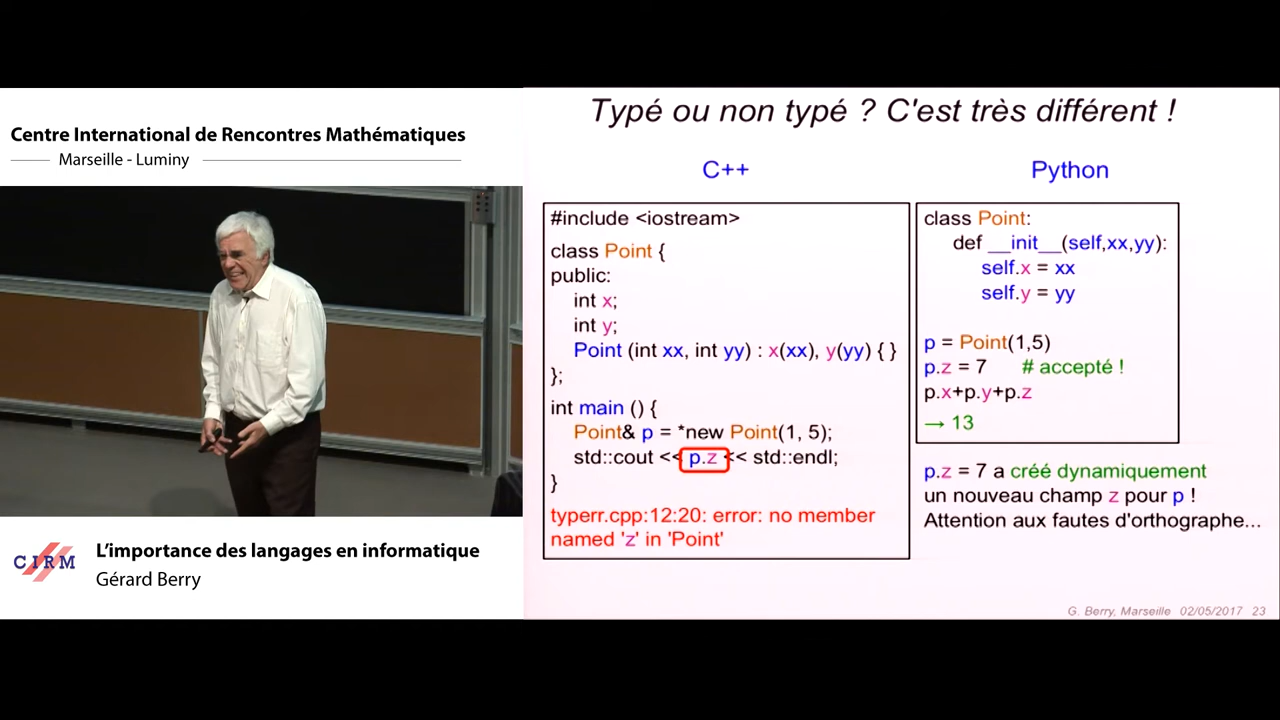 Centre International de Rencontres Mathématiques
Marseille - Luminy
CIRM
L'importance des langages en informatique
Gérard Berry
Typé ou non typé ? C'est très différent !
C++
#include <iostream>
class Point {
public:
int x;
int y;
Point (int xx, int yy) : x(xx), y(yy) { }
};
int main () {
Point& p = *new Point(1, 5);
std::cout << p.z << std::endl;
}
typerr.cpp:12:20: error: no member
named 'z' in 'Point'
Python
class Point:
def __init__(self,xx,yy):
self.x = xx
self.y = yy
p = Point(1,5)
p.z = 7 # accepté !
p.x+p.y+p.z
→ 13
p.z = 7 a créé dynamiquement
un nouveau champ z pour p !
Attention aux fautes d'orthographe...
G. Berry, Marseille 02/05/2017 23